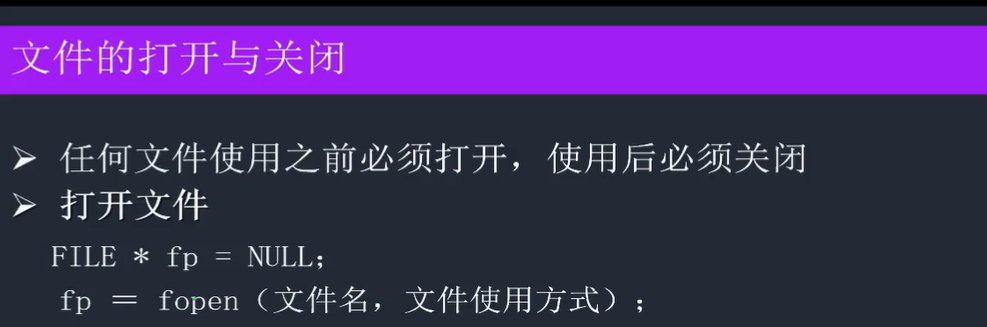 文件的打开与关闭
➢ 任何文件使用之前必须打开，使用后必须关闭
➢ 打开文件
FILE * fp = NULL;
fp ＝ fopen（文件名，文件使用方式）;